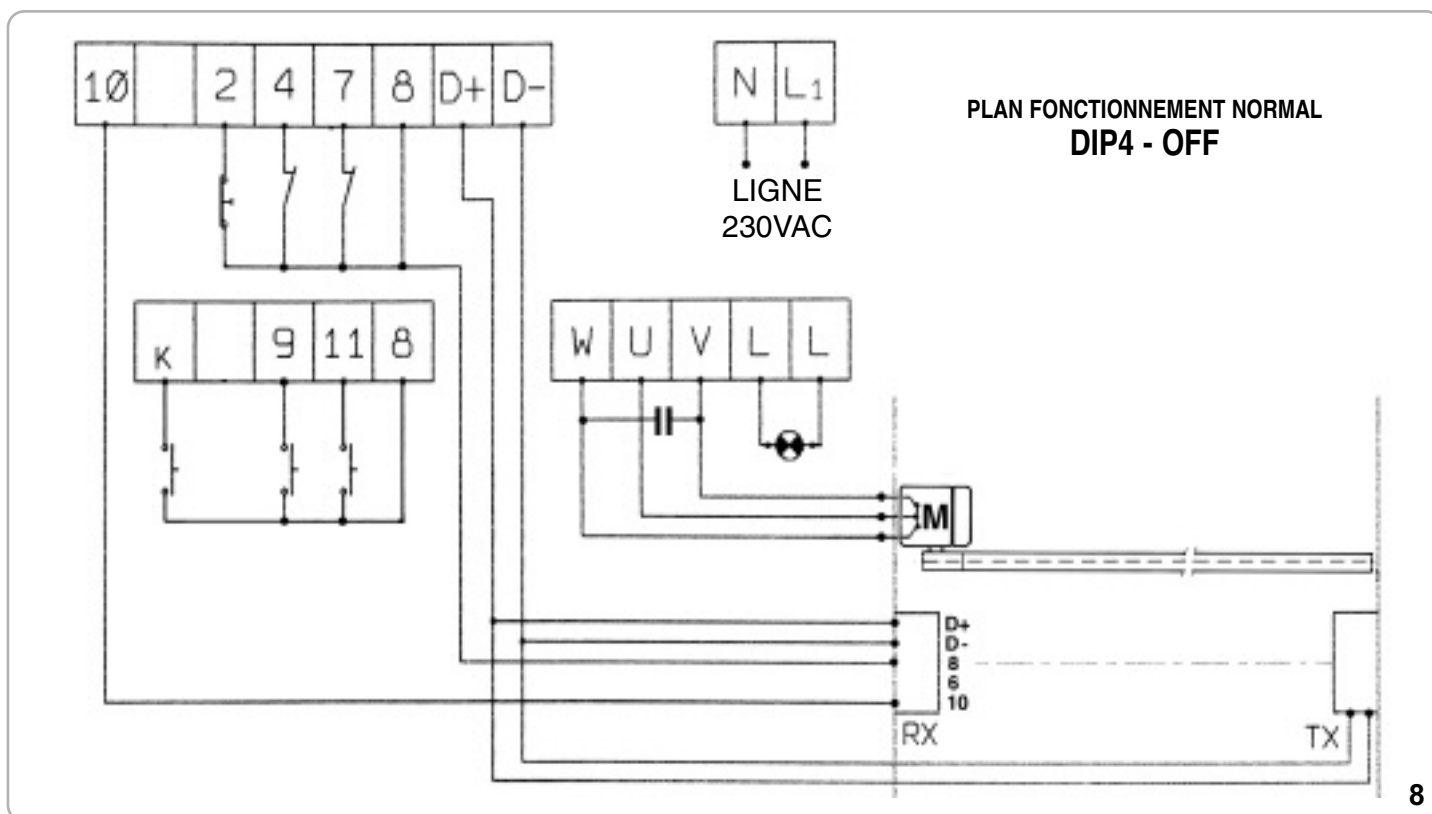 10 2 4 7 8 D+ D-
N L1
PLAN FONCTIONNEMENT NORMAL
DIP4 - OFF
LIGNE
230VAC
K 9 11 8
W U V L L
M
D+
D-
8
6
10
RX
TX
8